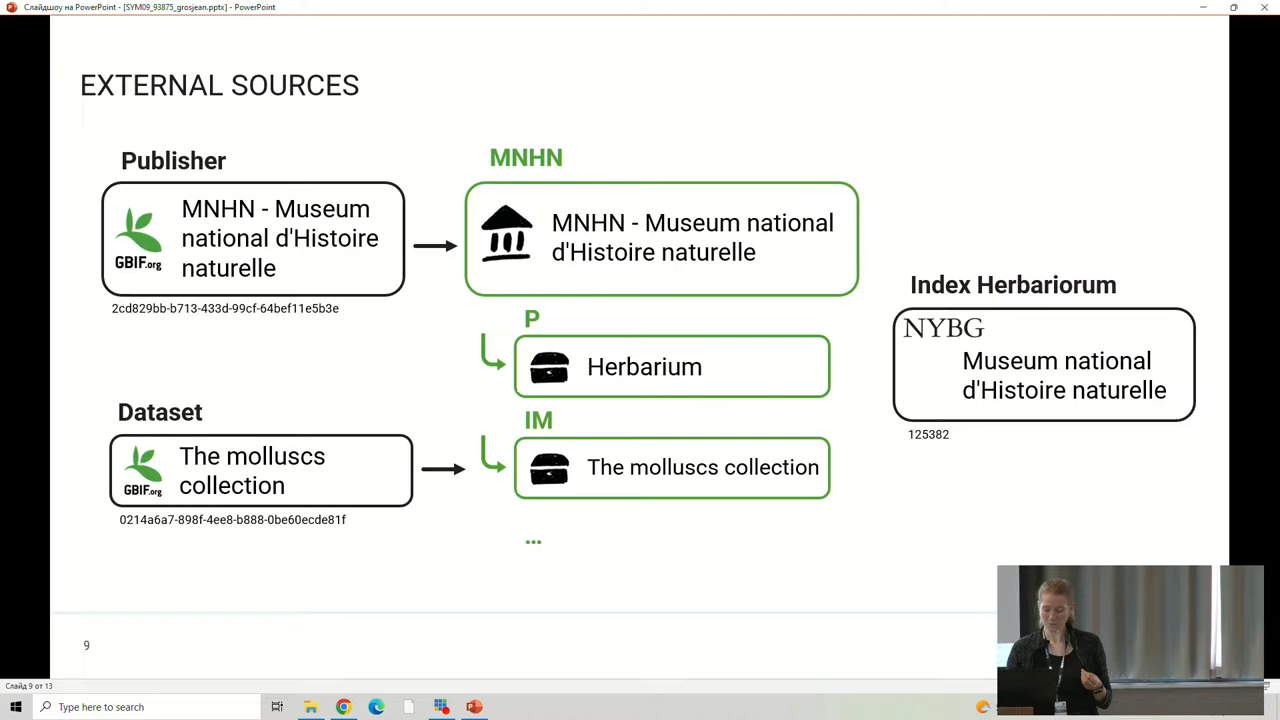 Слайдшоу на PowerPoint - [SYM09_93875_grosjean.pptx] - PowerPoint
EXTERNAL SOURCES
Publisher
GBIF.org
MNHN - Museum
national d'Histoire
naturelle
2cd829bb-b713-433d-99cf-64bef11e5b3e
MNHN
MNHN - Museum national
d'Histoire naturelle
P
Herbarium
Index Herbariorum
NYBG
Museum national
d'Histoire naturelle
125382
Dataset
GBIF.org
The molluscs
collection
0214a6a7-898f-4ee8-b888-0be60ecde81f
IM
The molluscs collection
...
9
Слайд 9 от 13
Type here to search